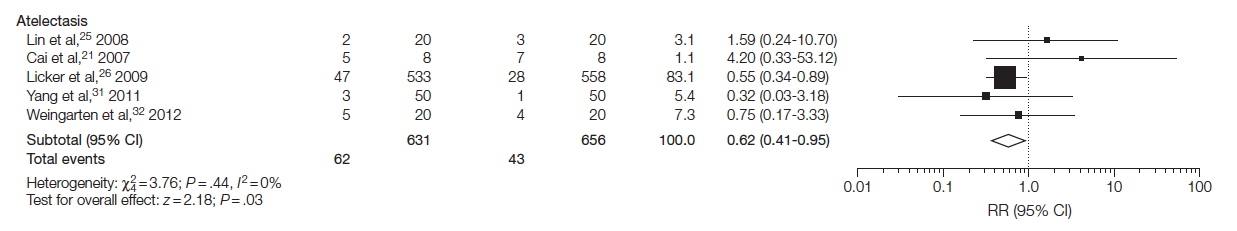 Atelectasis
Lin et al,25 2008 2 20 3 20 3.1 1.59 (0.24-10.70)
Cai et al,21 2007 5 8 7 8 1.1 4.20 (0.33-53.12)
Licker et al,26 2009 47 533 28 558 83.1 0.55 (0.34-0.89)
Yang et al,31 2011 3 50 1 50 5.4 0.32 (0.03-3.18)
Weingarten et al,32 2012 5 20 4 20 7.3 0.75 (0.17-3.33)
Subtotal (95% CI) 631 656 100.0 0.62 (0.41-0.95)
Total events 62 43
Heterogeneity: χ²₄=3.76; P=.44, I²=0%
Test for overall effect: z=2.18; P=.03
0.01 0.1 1.0 10 100
RR (95% CI)